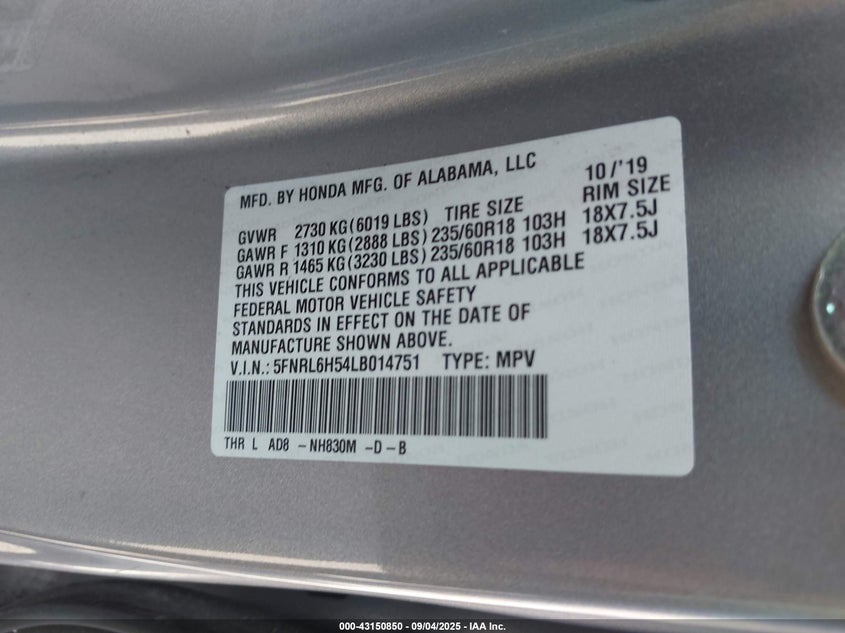 MFD. BY HONDA MFG. OF ALABAMA, LLC 10/'19
GVWR 2730 KG(6019 LBS) TIRE SIZE RIM SIZE
GAWR F 1310 KG(2888 LBS) 235/60R18 103H 18X7.5J
GAWR R 1465 KG(3230 LBS) 235/60R18 103H 18X7.5J
THIS VEHICLE CONFORMS TO ALL APPLICABLE
FEDERAL MOTOR VEHICLE SAFETY
STANDARDS IN EFFECT ON THE DATE OF
MANUFACTURE SHOWN ABOVE.
V.I.N.: 5FNRL6H54LB014751 TYPE: MPV
THR L AD8 -NH830M -D-B
000-43150850 - 09/04/2025 - IAA Inc.